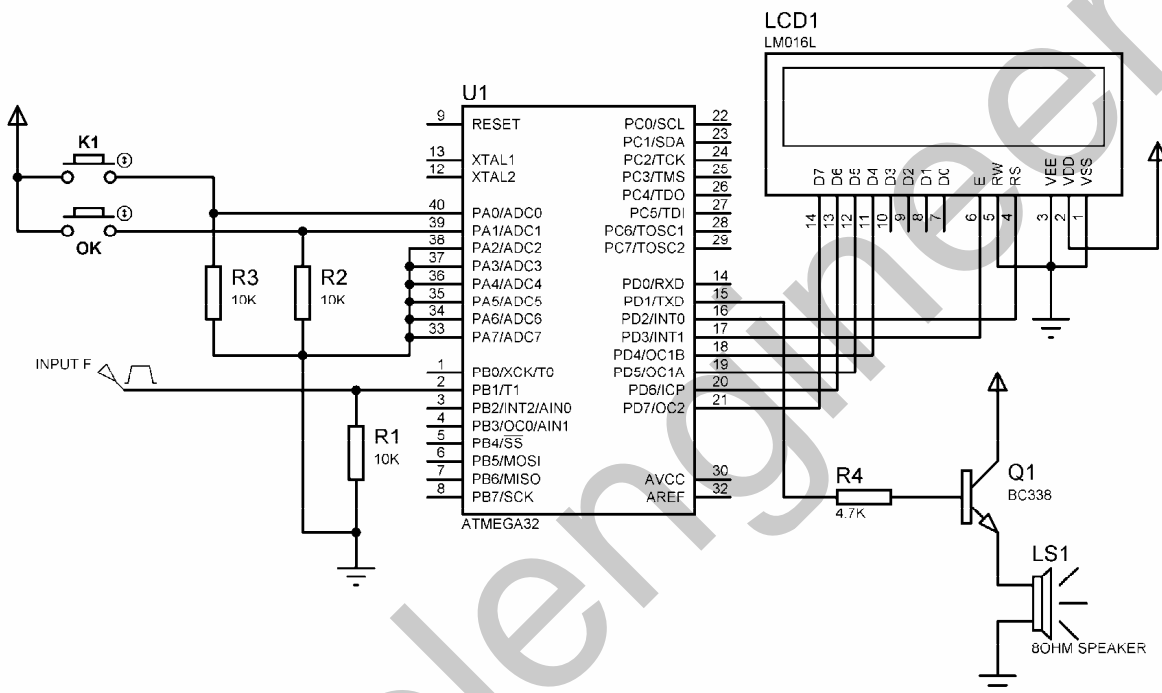 LCD1
LM016L
D7
D6
D5
D4
D3
D2
D1
D0
E
RW
RS
VEE
VDD
VSS
14
13
12
11
10
9
8
7
6
5
4
3
2
1
K1
OK
R3
10K
R2
10K
INPUT F
R1
10K
U1
9 RESET
13 XTAL1
12 XTAL2
40 PA0/ADC0
39 PA1/ADC1
38 PA2/ADC2
37 PA3/ADC3
36 PA4/ADC4
35 PA5/ADC5
34 PA6/ADC6
33 PA7/ADC7
1 PB0/XCK/T0
2 PB1/T1
3 PB2/INT2/AIN0
4 PB3/OC0/AIN1
5 PB4/SS
6 PB5/MOSI
7 PB6/MISO
8 PB7/SCK
PC0/SCL 22
PC1/SDA 23
PC2/TCK 24
PC3/TMS 25
PC4/TDO 26
PC5/TDI 27
PC6/TOSC1 28
PC7/TOSC2 29
PD0/RXD 14
PD1/TXD 15
PD2/INT0 16
PD3/INT1 17
PD4/OC1B 18
PD5/OC1A 19
PD6/ICP 20
PD7/OC2 21
AVCC 30
AREF 32
ATMEGA32
R4
4.7K
Q1
BC338
LS1
8OHM SPEAKER
lengineer